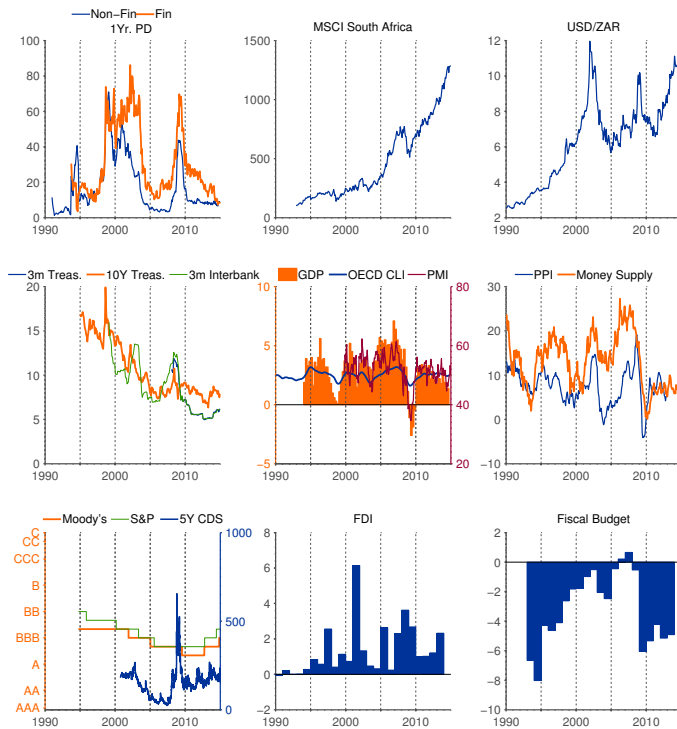 Non-Fin Fin
1Yr. PD
MSCI South Africa
USD/ZAR
100
80
60
40
20
0
1990 2000 2010
1500
1000
500
0
1990 2000 2010
12
10
8
6
4
2
1990 2000 2010
3m Treas. 10Y Treas. 3m Interbank
GDP OECD CLI PMI
PPI Money Supply
20
15
10
5
0
1990 2000 2010
10
5
0
−5
80
60
40
20
1990 2000 2010
30
20
10
0
−10
1990 2000 2010
Moody's S&P 5Y CDS
FDI
Fiscal Budget
C
CC
CCC
B
BB
BBB
A
AA
AAA
1000
500
0
1990 2000 2010
8
6
4
2
0
−2
1990 2000 2010
2
0
−2
−4
−6
−8
−10
1990 2000 2010